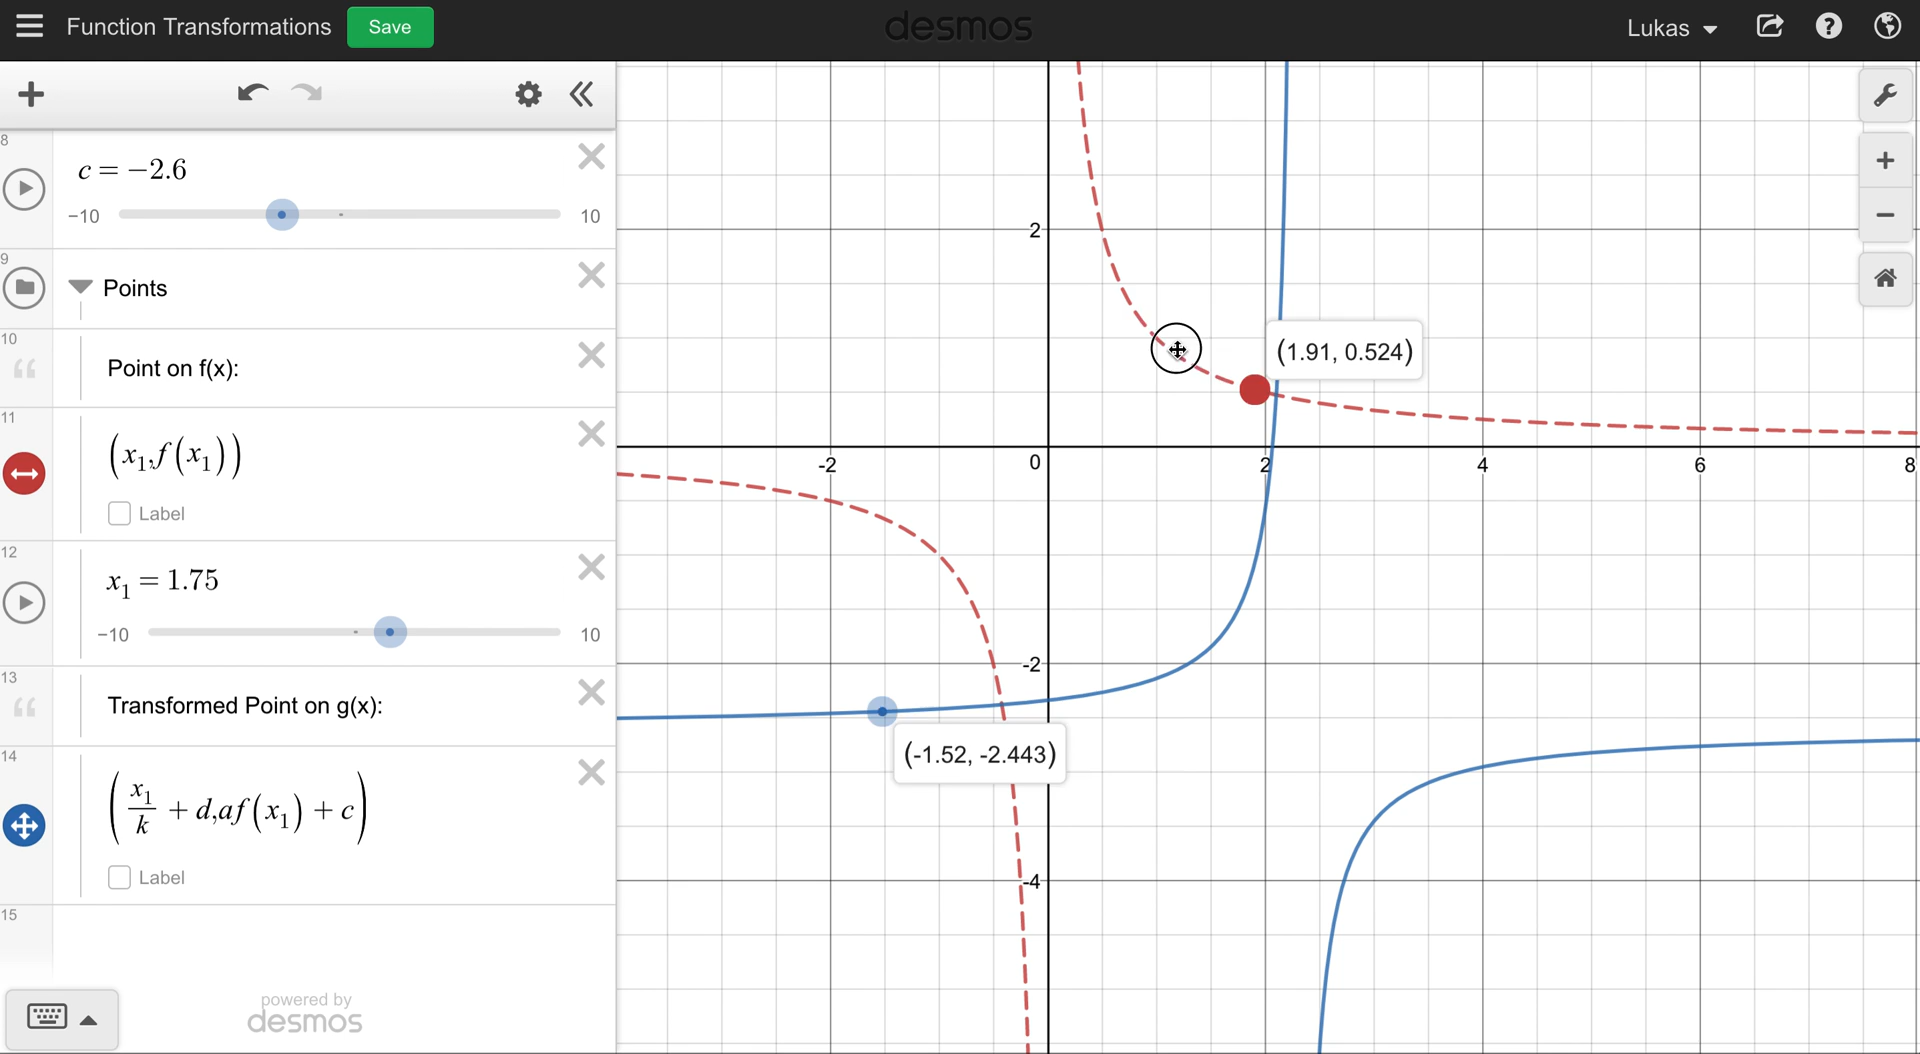 Function Transformations
Save
desmos
Lukas
8
c = −2.6
−10
10
9
Points
10
Point on f(x):
11
(x₁,f(x₁))
Label
12
x₁ = 1.75
−10
10
13
Transformed Point on g(x):
14
(x₁/k + d,af(x₁) + c)
Label
15
powered by
desmos
2
(1.91, 0.524)
-2
0
2
4
6
8
-2
(-1.52, -2.443)
-4